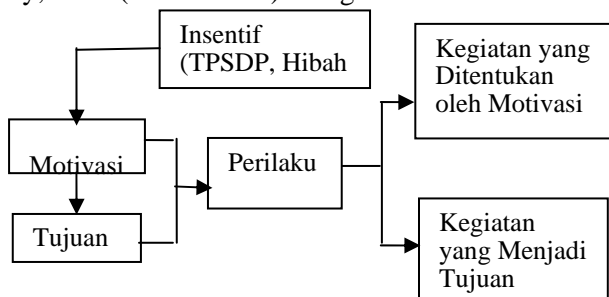 Insentif
(TPSDP, Hibah
Kegiatan yang
Ditentukan
oleh Motivasi
Motivasi
Perilaku
Tujuan
Kegiatan
yang Menjadi
Tujuan